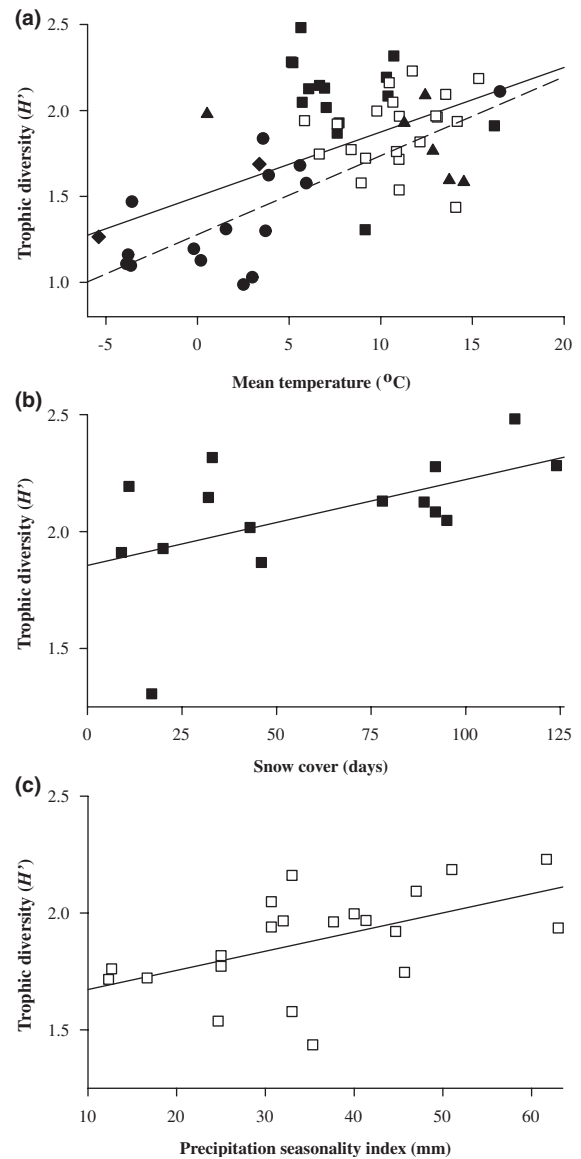 (a)
2.5
2.0
1.5
1.0
Trophic diversity (H')
-5 0 5 10 15 20
Mean temperature (°C)
(b)
2.5
2.0
1.5
Trophic diversity (H')
0 25 50 75 100 125
Snow cover (days)
(c)
2.5
2.0
1.5
Trophic diversity (H')
10 20 30 40 50 60
Precipitation seasonality index (mm)